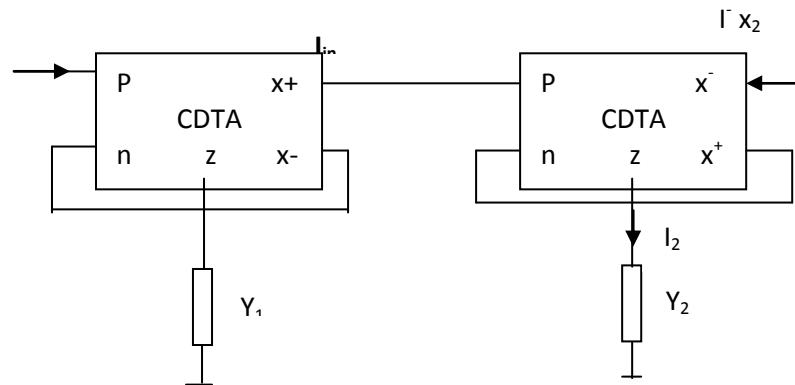 I⁻ x₂
Iᵢₙ
P x+
CDTA
n z x-
Y₁
P x⁻
CDTA
n z x⁺
I₂
Y₂